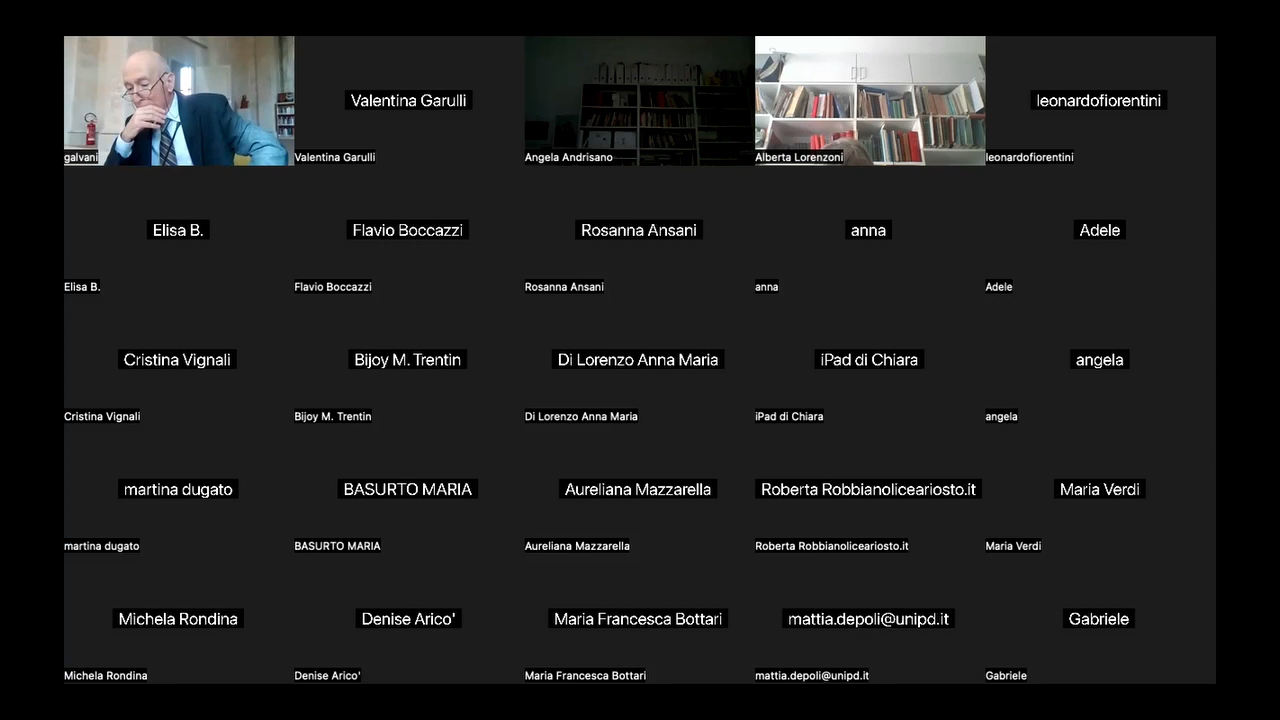 Valentina Garulli
leonardofiorentini
galvani
Valentina Garulli
Angela Andrisano
Alberta Lorenzoni
leonardofiorentini
Elisa B.
Flavio Boccazzi
Rosanna Ansani
anna
Adele
Elisa B.
Flavio Boccazzi
Rosanna Ansani
anna
Adele
Cristina Vignali
Bijoy M. Trentin
Di Lorenzo Anna Maria
iPad di Chiara
angela
Cristina Vignali
Bijoy M. Trentin
Di Lorenzo Anna Maria
iPad di Chiara
angela
martina dugato
BASURTO MARIA
Aureliana Mazzarella
Roberta Robbianoliceariosto.it
Maria Verdi
martina dugato
BASURTO MARIA
Aureliana Mazzarella
Roberta Robbianoliceariosto.it
Maria Verdi
Michela Rondina
Denise Arico'
Maria Francesca Bottari
mattia.depoli@unipd.it
Gabriele
Michela Rondina
Denise Arico'
Maria Francesca Bottari
mattia.depoli@unipd.it
Gabriele